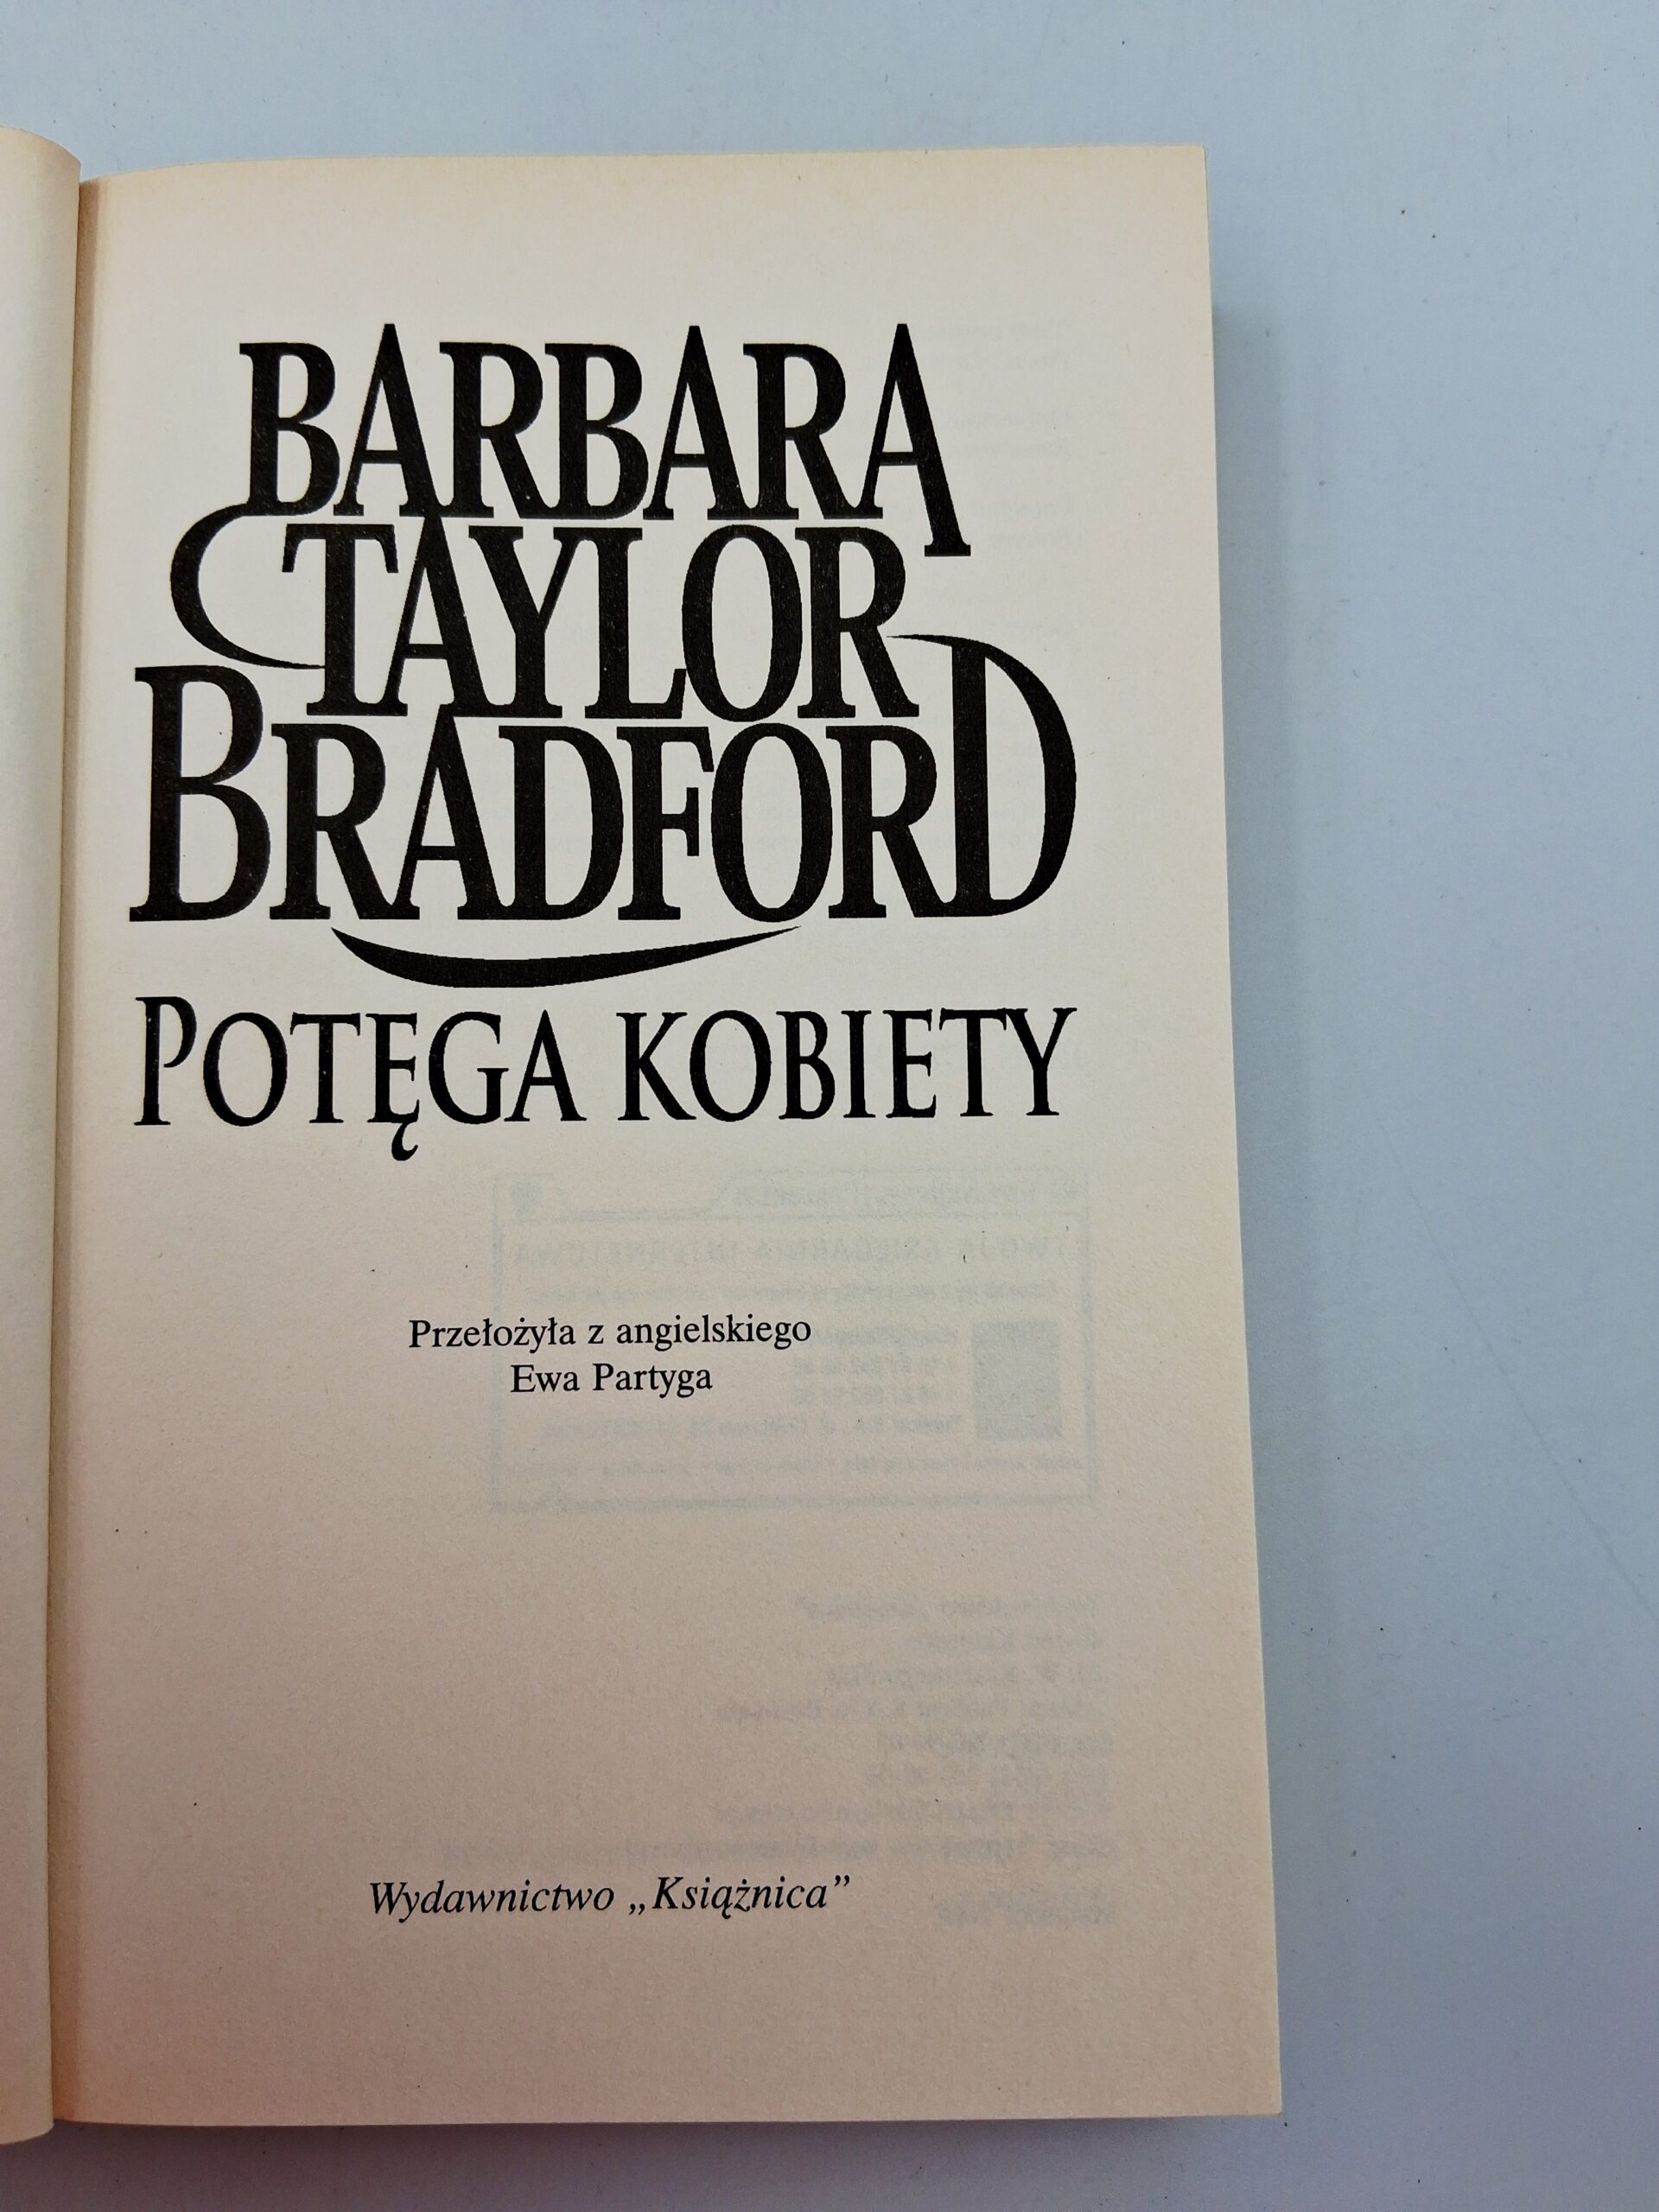 BARBARA
TAYLOR
BRADFORD
POTĘGA KOBIETY
Przełożyła z angielskiego
Ewa Partyga
Wydawnictwo „Książnica”